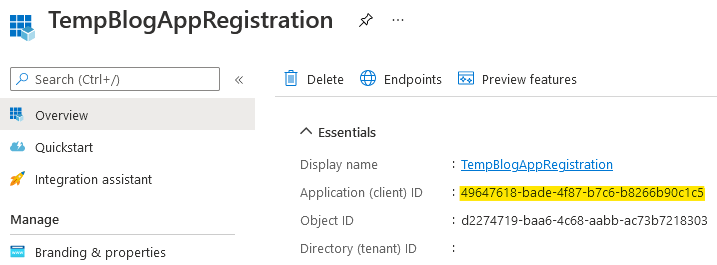 TempBlogAppRegistration
Search (Ctrl+/)
«
Overview
Quickstart
Integration assistant
Manage
Branding & properties
Delete
Endpoints
Preview features
Essentials
Display name : TempBlogAppRegistration
Application (client) ID : 49647618-bade-4f87-b7c6-b8266b90c1c5
Object ID : d2274719-baa6-4c68-aabb-ac73b7218303
Directory (tenant) ID :